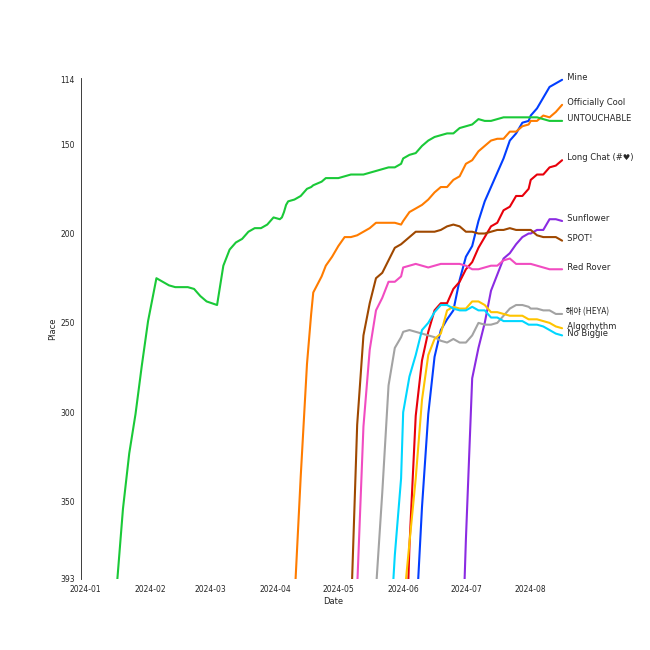 114
Mine
Officially Cool
UNTOUCHABLE
150
Long Chat (#♥)
200
Sunflower
SPOT!
Red Rover
250
해야 (HEYA)
Algorhythm
No Biggie
Place
300
350
393
2024-01
2024-02
2024-03
2024-04
2024-05
2024-06
2024-07
2024-08
Date